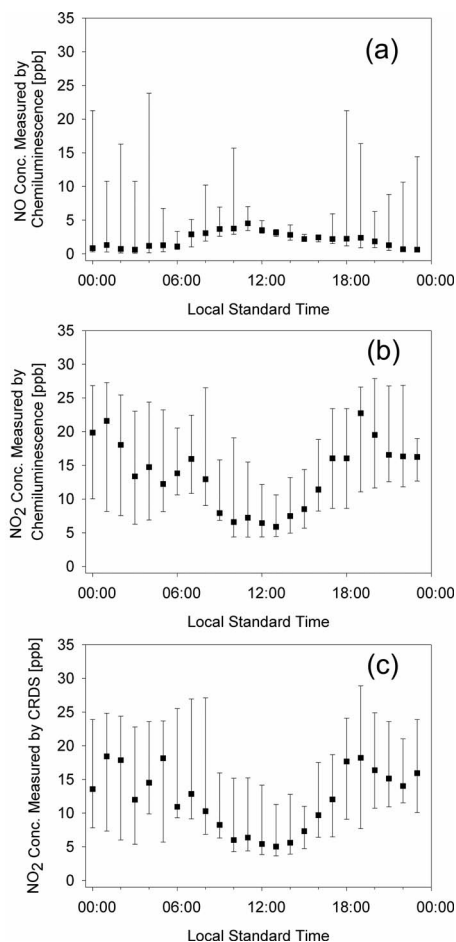 (a)
NO Conc. Measured by
Chemiluminescence [ppb]
35
30
25
20
15
10
5
0
00:00 06:00 12:00 18:00 00:00
Local Standard Time
(b)
NO2 Conc. Measured by
Chemiluminescence [ppb]
35
30
25
20
15
10
5
0
00:00 06:00 12:00 18:00 00:00
Local Standard Time
(c)
NO2 Conc. Measured by CRDS [ppb]
35
30
25
20
15
10
5
0
00:00 06:00 12:00 18:00 00:00
Local Standard Time